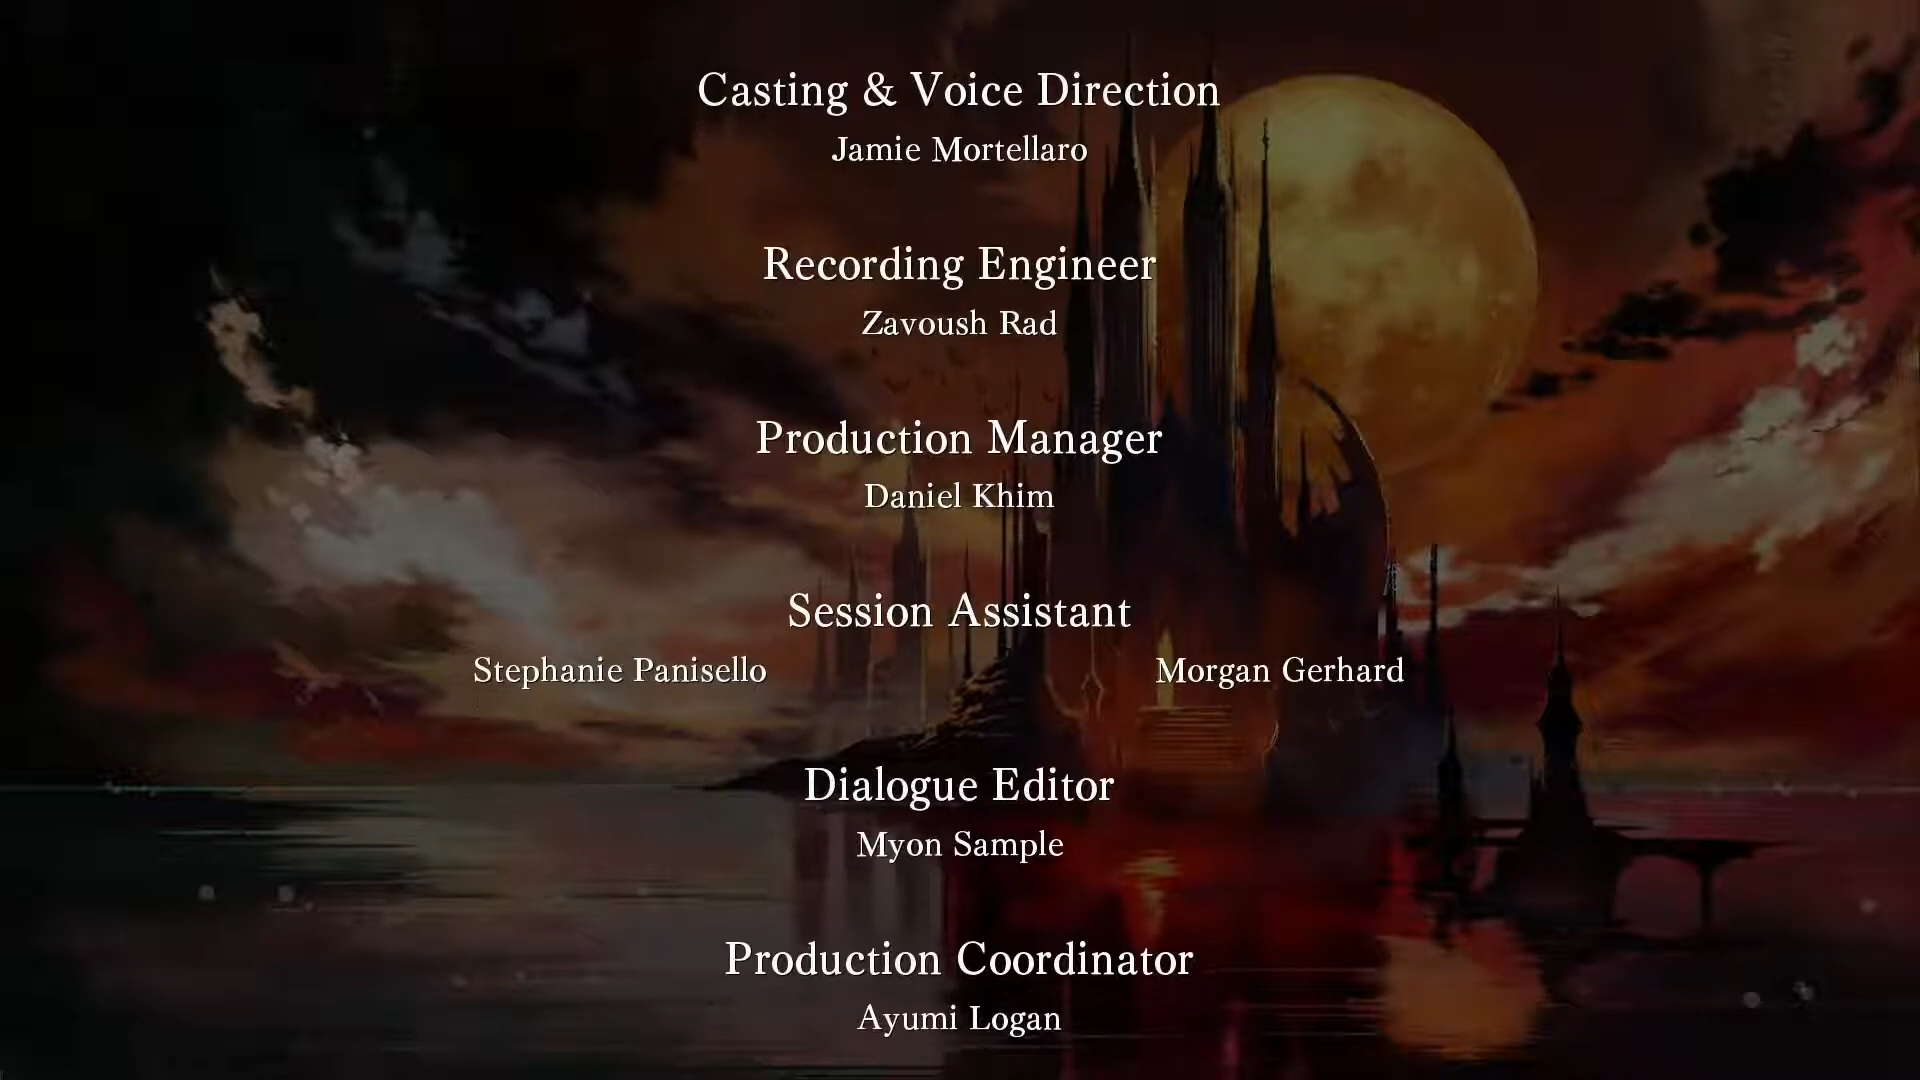 Casting & Voice Direction
Jamie Mortellaro
Recording Engineer
Zavoush Rad
Production Manager
Daniel Khim
Session Assistant
Stephanie Panisello Morgan Gerhard
Dialogue Editor
Myon Sample
Production Coordinator
Ayumi Logan